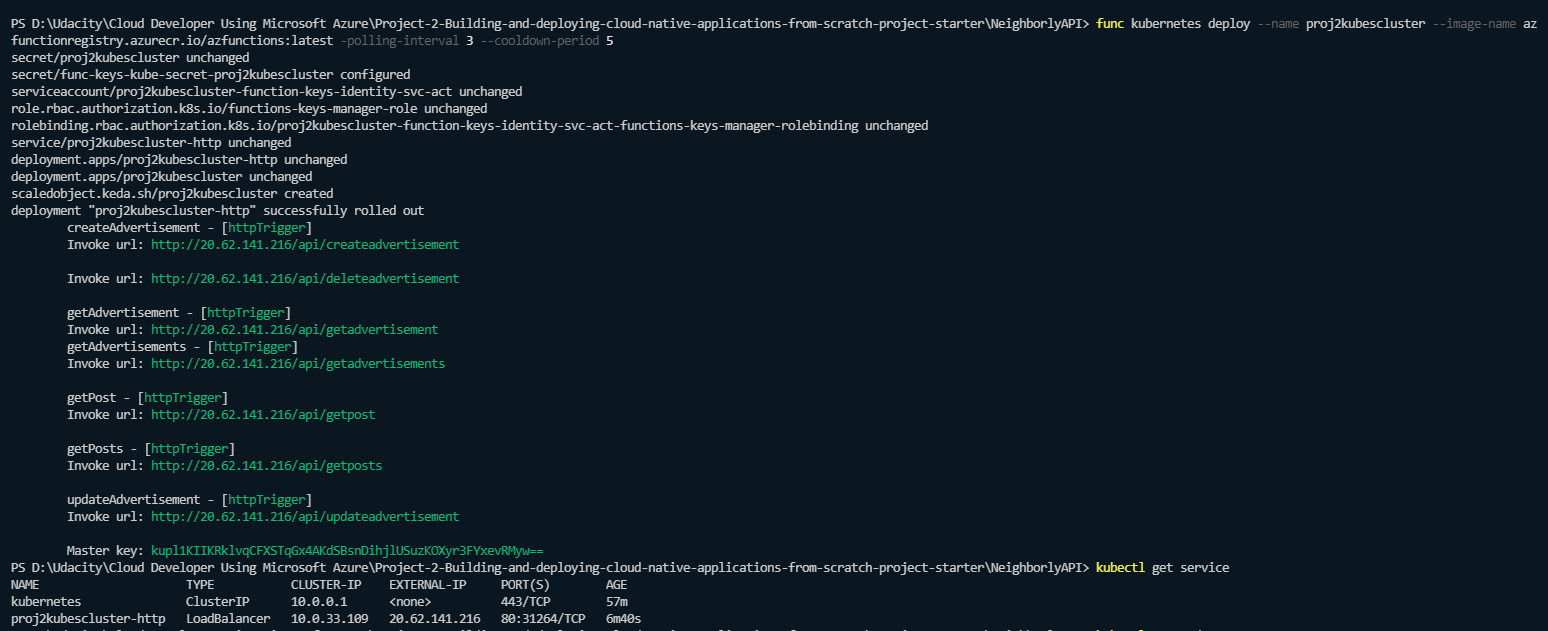 PS D:\Udacity\Cloud Developer Using Microsoft Azure\Project-2-Building-and-deploying-cloud-native-applications-from-scratch-project-starter\NeighborlyAPI> func kubernetes deploy --name proj2kubescluster --image-name az
functionregistry.azurecr.io/azfunctions:latest -polling-interval 3 --cooldown-period 5
secret/proj2kubescluster unchanged
secret/func-keys-kube-secret-proj2kubescluster configured
serviceaccount/proj2kubescluster-function-keys-identity-svc-act unchanged
role.rbac.authorization.k8s.io/functions-keys-manager-role unchanged
rolebinding.rbac.authorization.k8s.io/proj2kubescluster-function-keys-identity-svc-act-functions-keys-manager-rolebinding unchanged
service/proj2kubescluster-http unchanged
deployment.apps/proj2kubescluster-http unchanged
deployment.apps/proj2kubescluster unchanged
scaledobject.keda.sh/proj2kubescluster created
deployment "proj2kubescluster-http" successfully rolled out
createAdvertisement - [httpTrigger]
Invoke url: http://20.62.141.216/api/createadvertisement
Invoke url: http://20.62.141.216/api/deleteadvertisement
getAdvertisement - [httpTrigger]
Invoke url: http://20.62.141.216/api/getadvertisement
getAdvertisements - [httpTrigger]
Invoke url: http://20.62.141.216/api/getadvertisements
getPost - [httpTrigger]
Invoke url: http://20.62.141.216/api/getpost
getPosts - [httpTrigger]
Invoke url: http://20.62.141.216/api/getposts
updateAdvertisement - [httpTrigger]
Invoke url: http://20.62.141.216/api/updateadvertisement
Master key: kupl1KIIKRklvqCFXSTqGx4AKdSBsnDihjlUSuzKOXyr3FYxevRMyw==
PS D:\Udacity\Cloud Developer Using Microsoft Azure\Project-2-Building-and-deploying-cloud-native-applications-from-scratch-project-starter\NeighborlyAPI> kubectl get service
NAME TYPE CLUSTER-IP EXTERNAL-IP PORT(S) AGE
kubernetes ClusterIP 10.0.0.1 <none> 443/TCP 57m
proj2kubescluster-http LoadBalancer 10.0.33.109 20.62.141.216 80:31264/TCP 6m40s